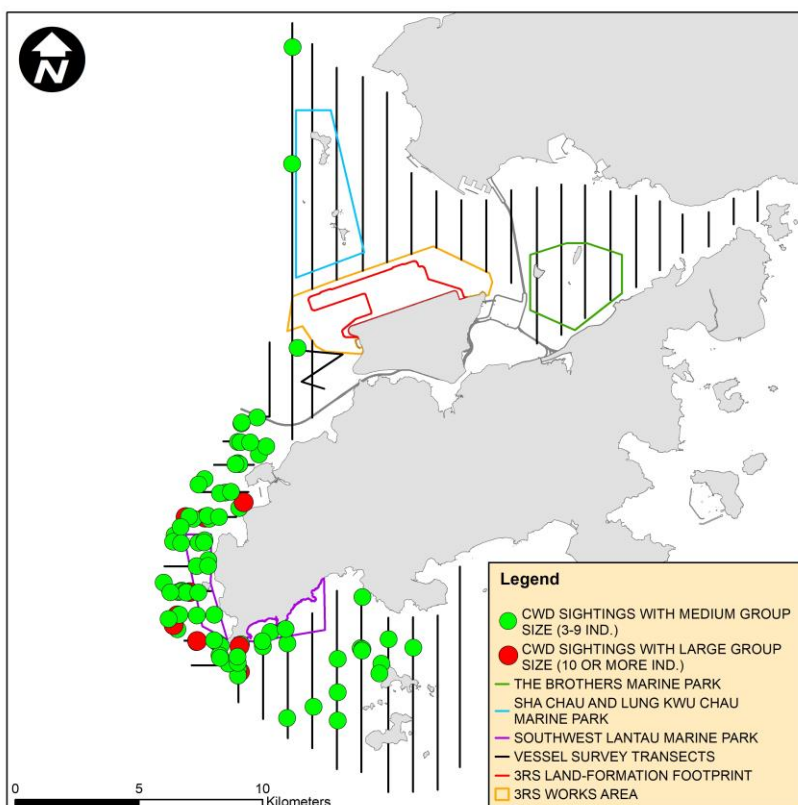 N
Legend
CWD SIGHTINGS WITH MEDIUM GROUP
SIZE (3-9 IND.)
CWD SIGHTINGS WITH LARGE GROUP
SIZE (10 OR MORE IND.)
THE BROTHERS MARINE PARK
SHA CHAU AND LUNG KWU CHAU
MARINE PARK
SOUTHWEST LANTAU MARINE PARK
VESSEL SURVEY TRANSECTS
3RS LAND-FORMATION FOOTPRINT
3RS WORKS AREA
0 5 10
Kilometers